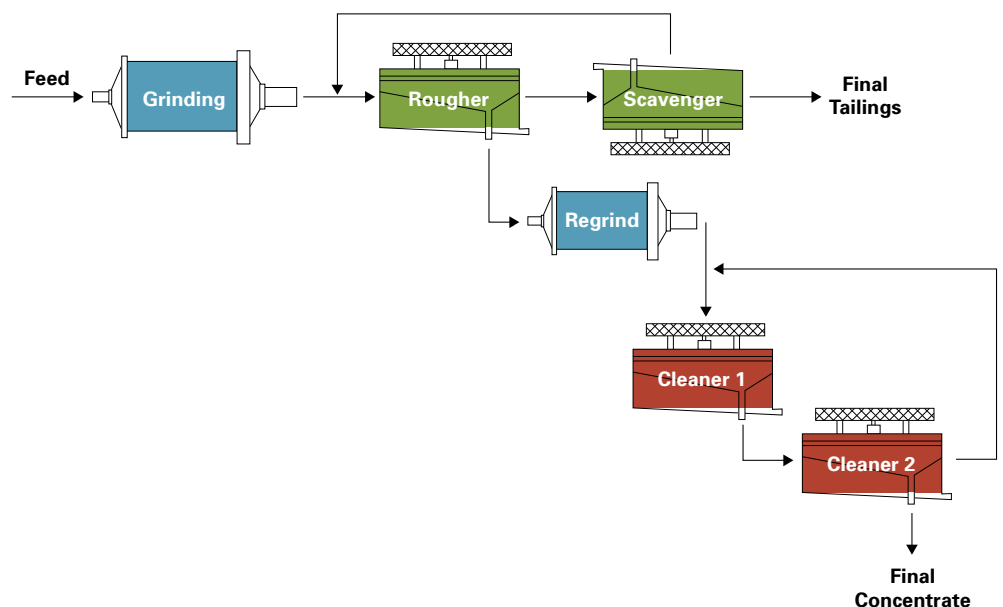 Feed
Grinding
Rougher
Scavenger
Final
Tailings
Regrind
Cleaner 1
Cleaner 2
Final
Concentrate